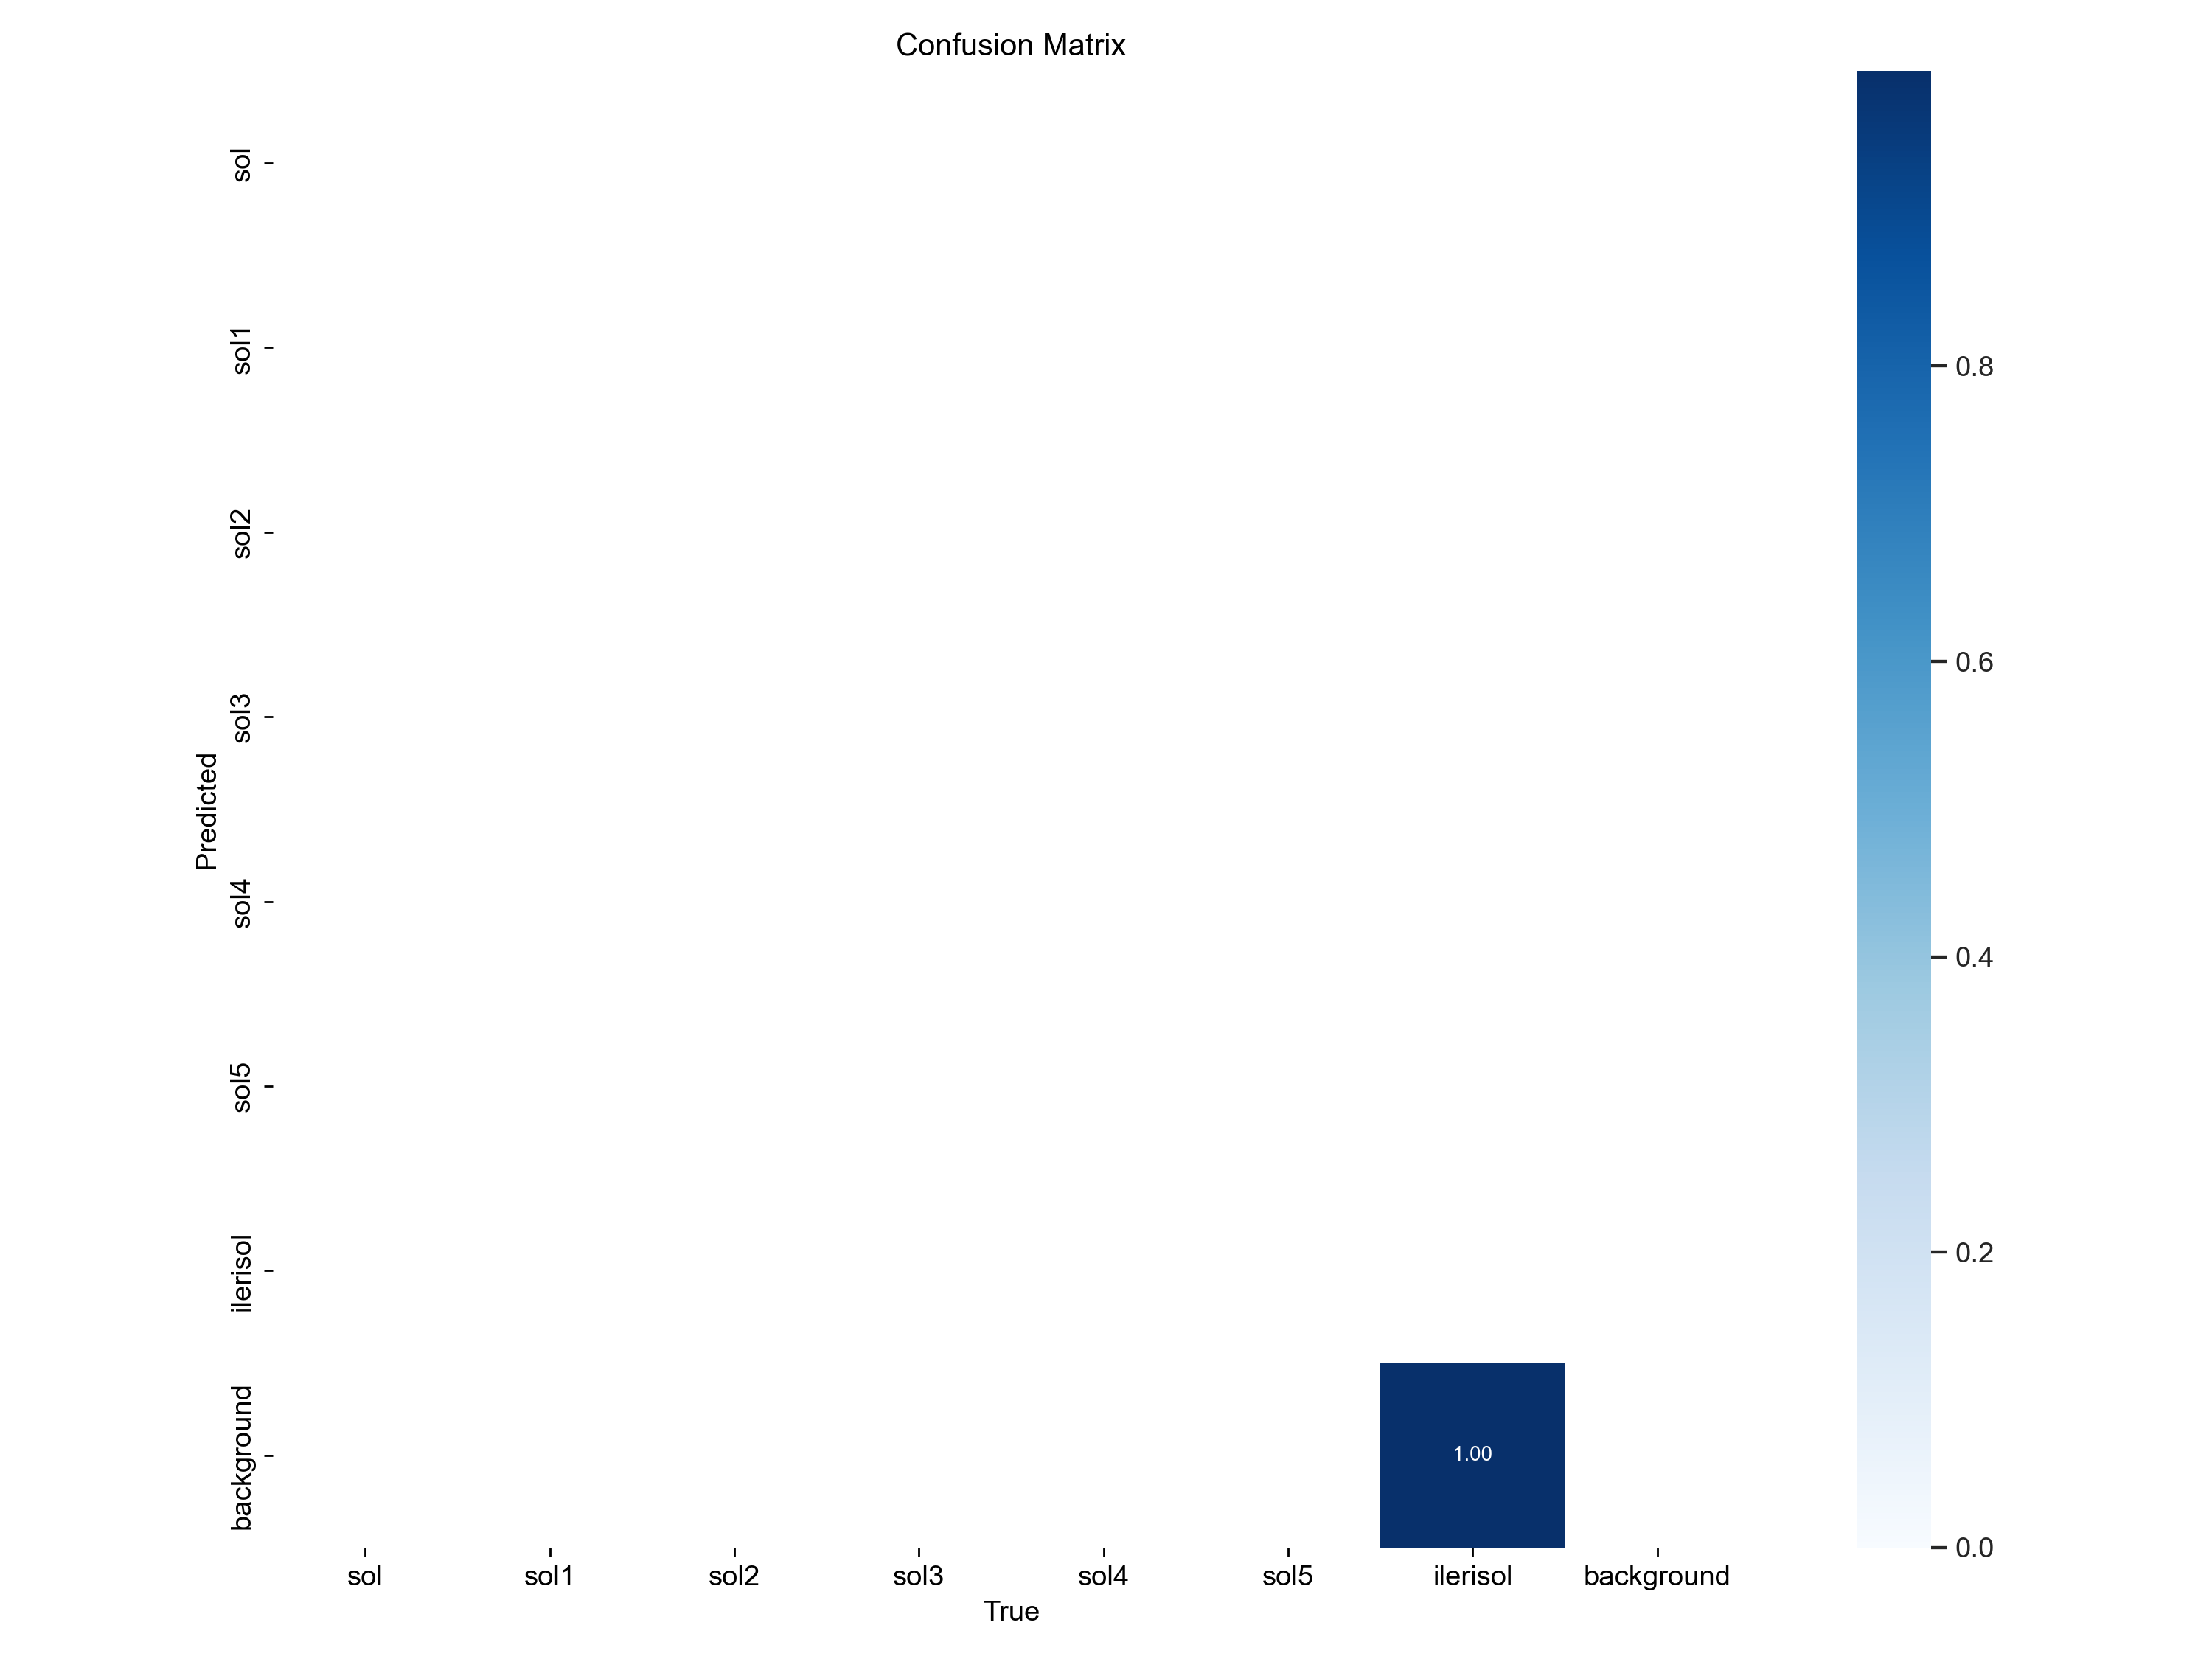 Confusion Matrix
sol
sol1
sol2
sol3
sol4
sol5
ilerisol
background
Predicted
1.00
sol sol1 sol2 sol3 sol4 sol5 ilerisol background
True
0.8
0.6
0.4
0.2
0.0